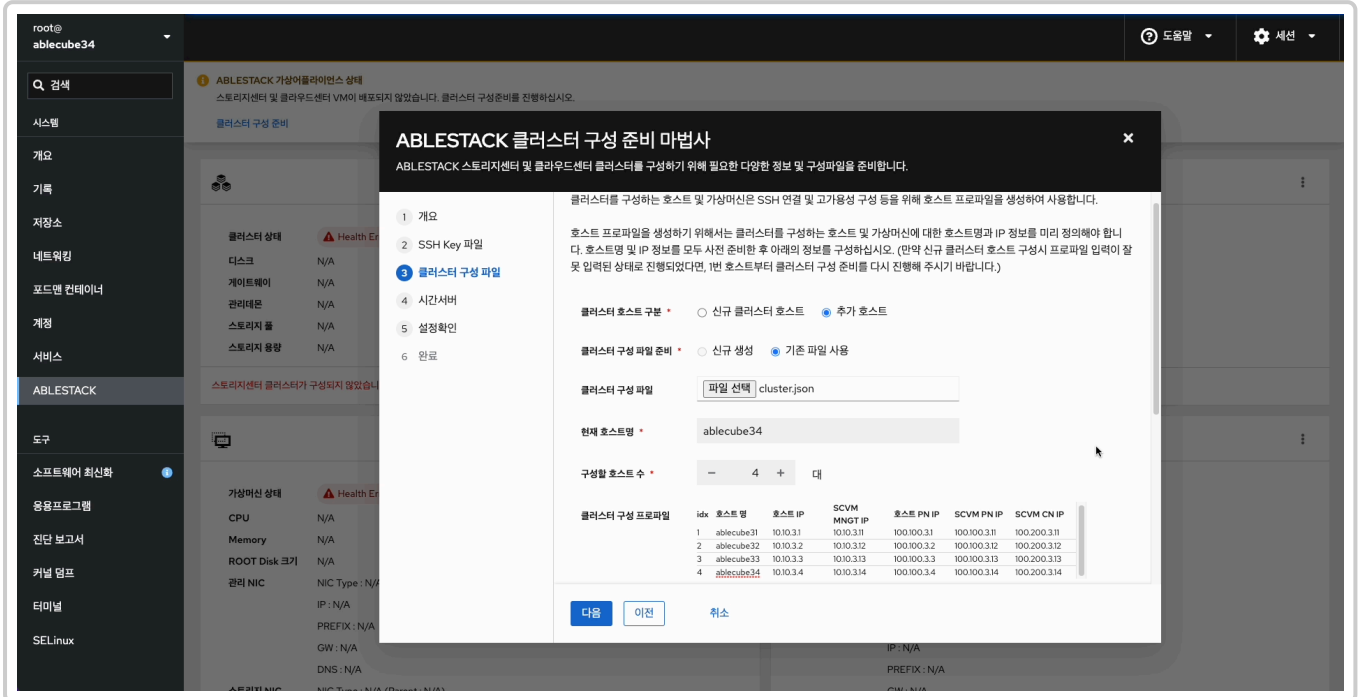 root@
ablecube34
도움말
세션
검색
시스템
개요
기록
저장소
네트워킹
포드맨 컨테이너
계정
서비스
ABLESTACK
도구
소프트웨어 최신화
응용프로그램
진단 보고서
커널 덤프
터미널
SELinux
ABLESTACK 가상어플라이언스 상태
스토리지센터 및 클라우드센터 VM이 배포되지 않았습니다. 클러스터 구성준비를 진행하십시오.
클러스터 구성 준비
클러스터 상태 Health Er
디스크 N/A
게이트웨이 N/A
관리데몬 N/A
스토리지 풀 N/A
스토리지 용량 N/A
스토리지센터 클러스터가 구성되지 않았습니
가상머신 상태 Health Er
CPU N/A
Memory N/A
ROOT Disk 크기 N/A
관리 NIC NIC Type : N/A
IP : N/A
PREFIX : N/A
GW : N/A
DNS : N/A
스토리지 NIC NIC Type : N/A (Parent : N/A)
IP : N/A
PREFIX : N/A
GW : N/A
ABLESTACK 클러스터 구성 준비 마법사
ABLESTACK 스토리지센터 및 클라우드센터 클러스터를 구성하기 위해 필요한 다양한 정보 및 구성파일을 준비합니다.
1 개요
2 SSH Key 파일
3 클러스터 구성 파일
4 시간서버
5 설정확인
6 완료
클러스터를 구성하는 호스트 및 가상머신은 SSH 연결 및 고가용성 구성 등을 위해 호스트 프로파일을 생성하여 사용합니다.
호스트 프로파일을 생성하기 위해서는 클러스터를 구성하는 호스트 및 가상머신에 대한 호스트명과 IP 정보를 미리 정의해야 합니
다. 호스트명 및 IP 정보를 모두 사전 준비한 후 아래의 정보를 구성하십시오. (만약 신규 클러스터 호스트 구성시 프로파일 입력이 잘
못 입력된 상태로 진행되었다면, 1번 호스트부터 클러스터 구성 준비를 다시 진행해 주시기 바랍니다.)
클러스터 호스트 구분 * 신규 클러스터 호스트 추가 호스트
클러스터 구성 파일 준비 * 신규 생성 기존 파일 사용
클러스터 구성 파일 파일 선택 cluster.json
현재 호스트명 * ablecube34
구성할 호스트 수 * − 4 + 대
클러스터 구성 프로파일
idx 호스트 명 호스트 IP SCVM MNGT IP 호스트 PN IP SCVM PN IP SCVM CN IP
1 ablecube31 10.10.3.1 10.10.3.11 100.100.3.1 100.100.3.11 100.200.3.11
2 ablecube32 10.10.3.2 10.10.3.12 100.100.3.2 100.100.3.12 100.200.3.12
3 ablecube33 10.10.3.3 10.10.3.13 100.100.3.3 100.100.3.13 100.200.3.13
4 ablecube34 10.10.3.4 10.10.3.14 100.100.3.4 100.100.3.14 100.200.3.14
다음 이전 취소